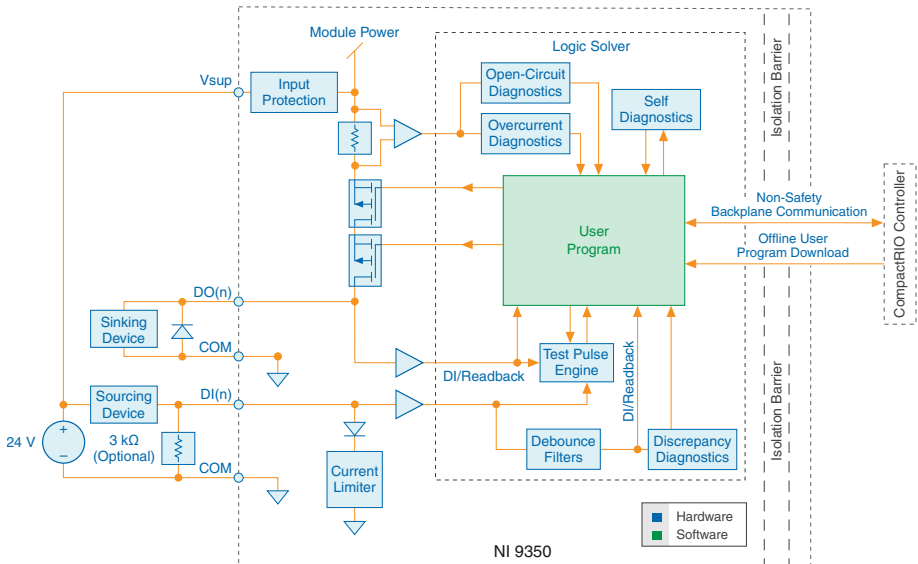 Module Power
Logic Solver
Isolation Barrier
Vsup
Input
Protection
Open-Circuit
Diagnostics
Overcurrent
Diagnostics
Self
Diagnostics
User
Program
Non-Safety
Backplane Communication
Offline User
Program Download
CompactRIO Controller
DO(n)
Sinking
Device
COM
DI/Readback
Test Pulse
Engine
DI/Readback
Sourcing
Device
DI(n)
24 V
+
−
3 kΩ
(Optional)
COM
Current
Limiter
Debounce
Filters
Discrepancy
Diagnostics
Isolation Barrier
Hardware
Software
NI 9350